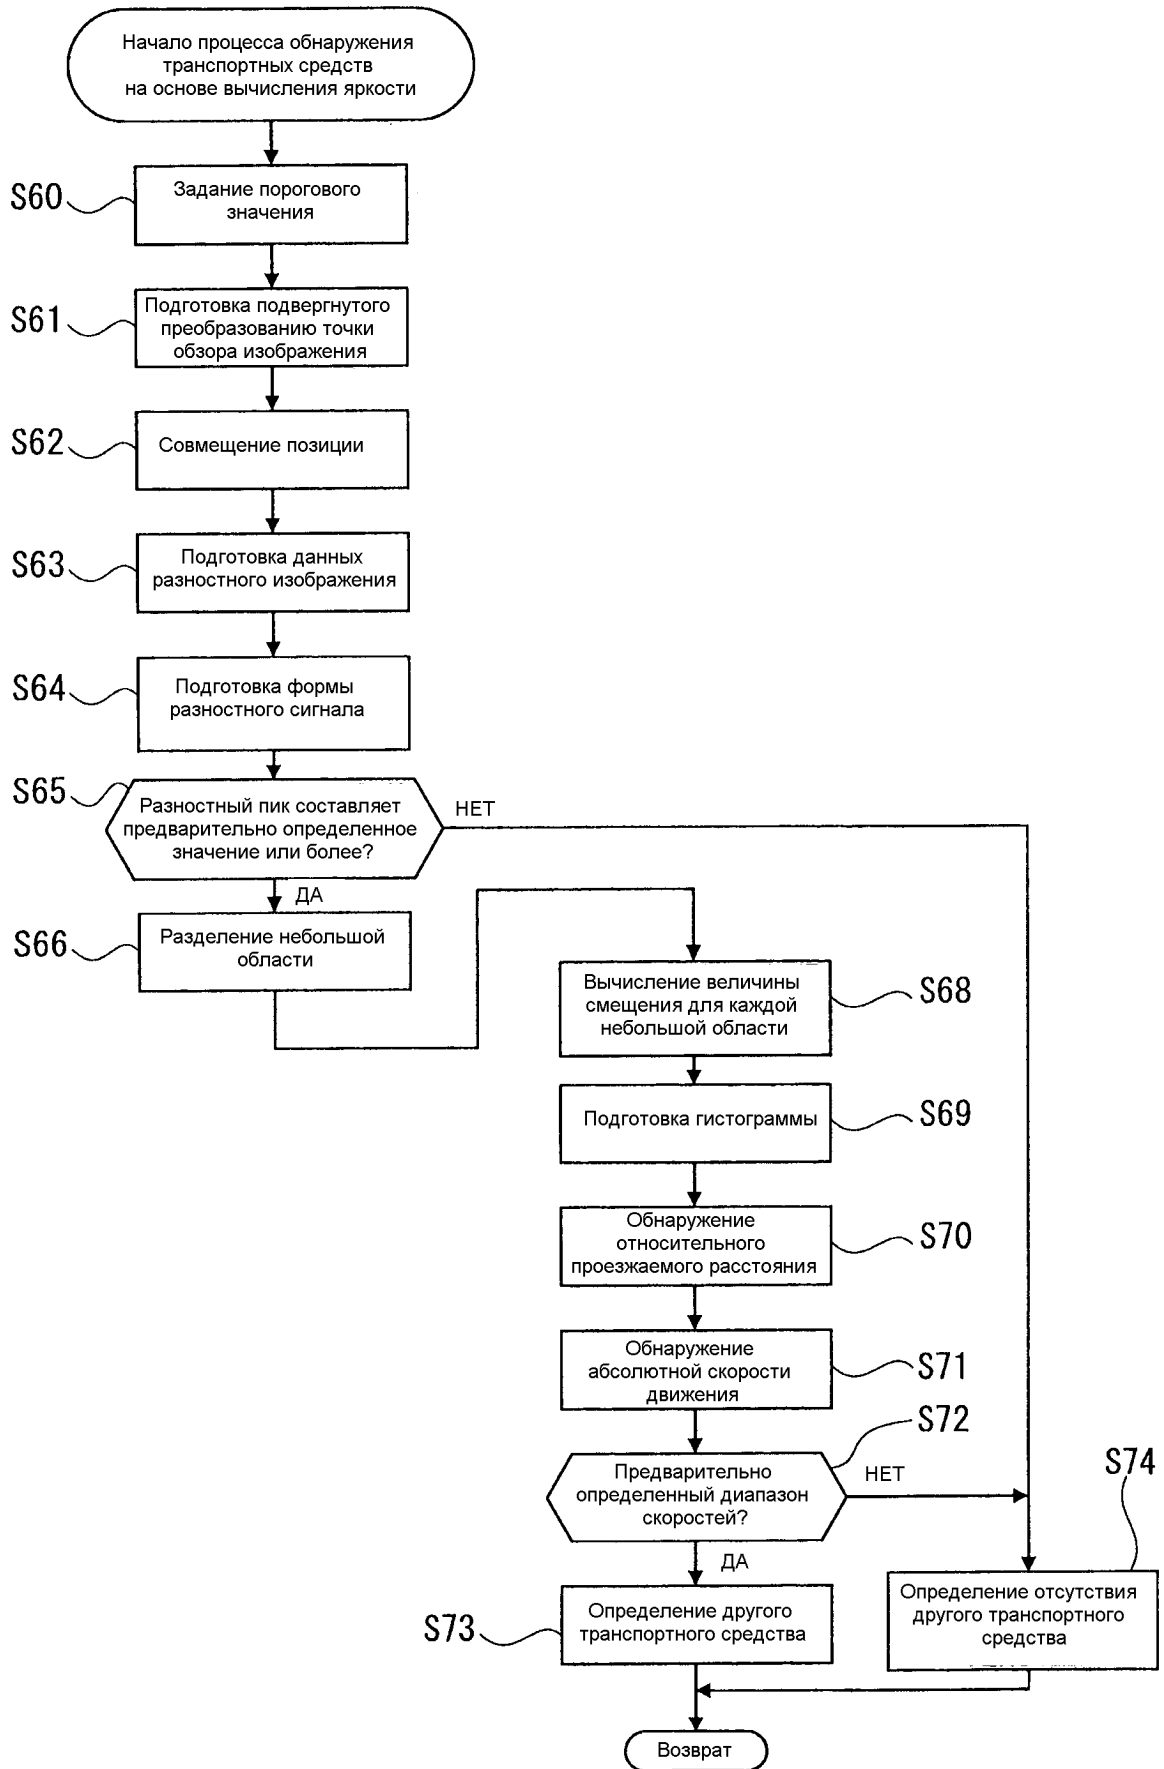 Начало процесса обнаружения
транспортных средств
на основе вычисления яркости
S60
Задание порогового
значения
S61
Подготовка подвергнутого
преобразованию точки
обзора изображения
S62
Совмещение позиции
S63
Подготовка данных
разностного изображения
S64
Подготовка формы
разностного сигнала
S65
Разностный пик составляет
предварительно определенное
значение или более?
НЕТ
ДА
S66
Разделение небольшой
области
Вычисление величины
смещения для каждой
небольшой области
S68
Подготовка гистограммы
S69
Обнаружение
относительного
проезжаемого расстояния
S70
Обнаружение
абсолютной скорости
движения
S71
S72
Предварительно
определенный диапазон
скоростей?
НЕТ
ДА
S74
S73
Определение другого
транспортного средства
Определение отсутствия
другого транспортного
средства
Возврат